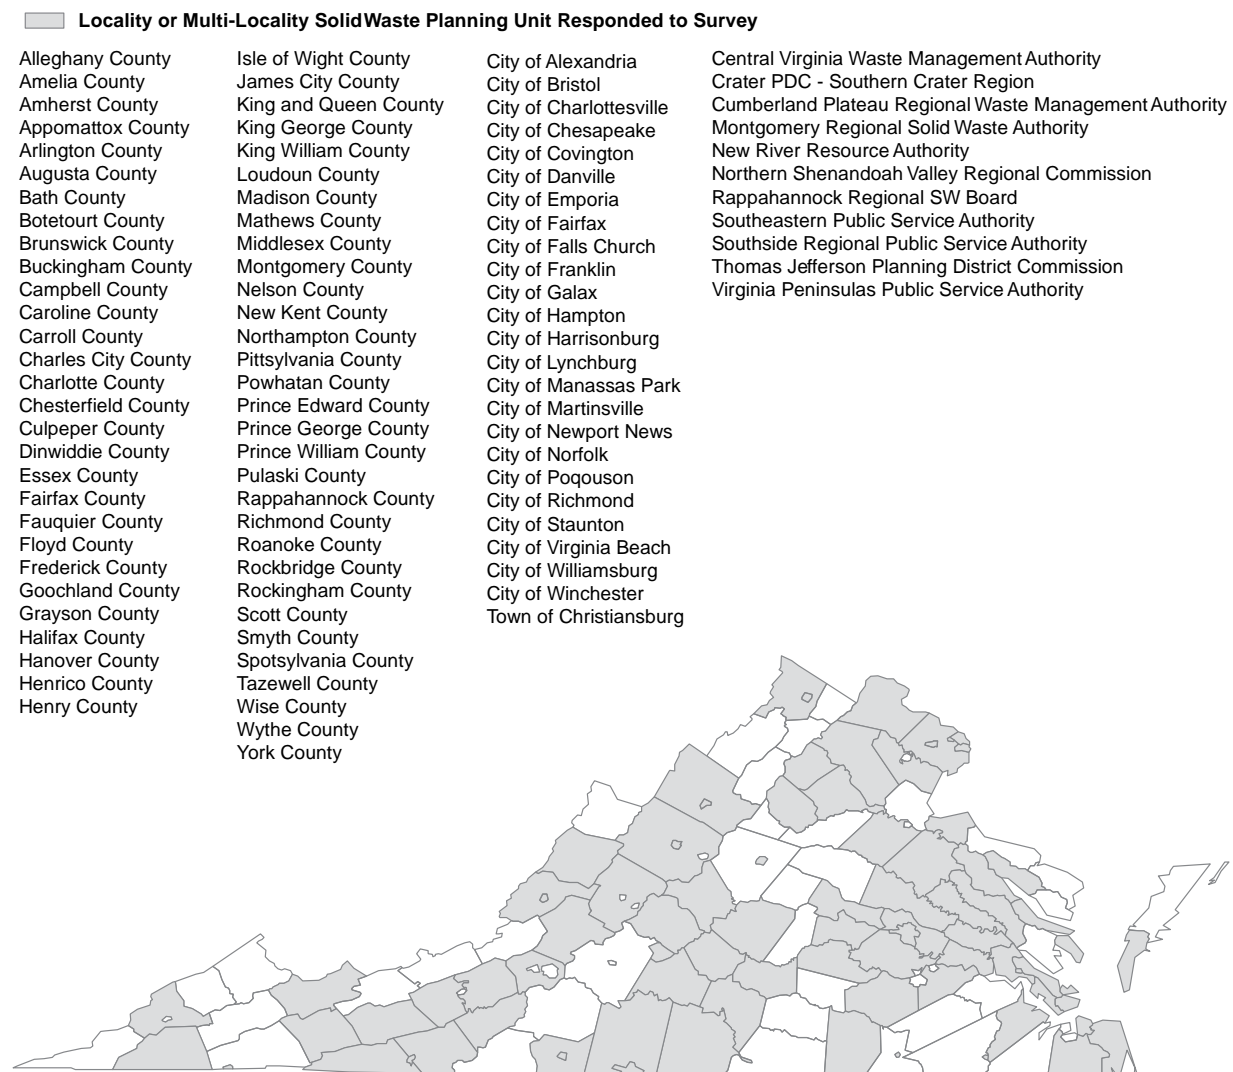 Locality or Multi-Locality Solid Waste Planning Unit Responded to Survey
Alleghany County
Amelia County
Amherst County
Appomattox County
Arlington County
Augusta County
Bath County
Botetourt County
Brunswick County
Buckingham County
Campbell County
Caroline County
Carroll County
Charles City County
Charlotte County
Chesterfield County
Culpeper County
Dinwiddie County
Essex County
Fairfax County
Fauquier County
Floyd County
Frederick County
Goochland County
Grayson County
Halifax County
Hanover County
Henrico County
Henry County
Isle of Wight County
James City County
King and Queen County
King George County
King William County
Loudoun County
Madison County
Mathews County
Middlesex County
Montgomery County
Nelson County
New Kent County
Northampton County
Pittsylvania County
Powhatan County
Prince Edward County
Prince George County
Prince William County
Pulaski County
Rappahannock County
Richmond County
Roanoke County
Rockbridge County
Rockingham County
Scott County
Smyth County
Spotsylvania County
Tazewell County
Wise County
Wythe County
York County
City of Alexandria
City of Bristol
City of Charlottesville
City of Chesapeake
City of Covington
City of Danville
City of Emporia
City of Fairfax
City of Falls Church
City of Franklin
City of Galax
City of Hampton
City of Harrisonburg
City of Lynchburg
City of Manassas Park
City of Martinsville
City of Newport News
City of Norfolk
City of Poqouson
City of Richmond
City of Staunton
City of Virginia Beach
City of Williamsburg
City of Winchester
Town of Christiansburg
Central Virginia Waste Management Authority
Crater PDC - Southern Crater Region
Cumberland Plateau Regional Waste Management Authority
Montgomery Regional Solid Waste Authority
New River Resource Authority
Northern Shenandoah Valley Regional Commission
Rappahannock Regional SW Board
Southeastern Public Service Authority
Southside Regional Public Service Authority
Thomas Jefferson Planning District Commission
Virginia Peninsulas Public Service Authority